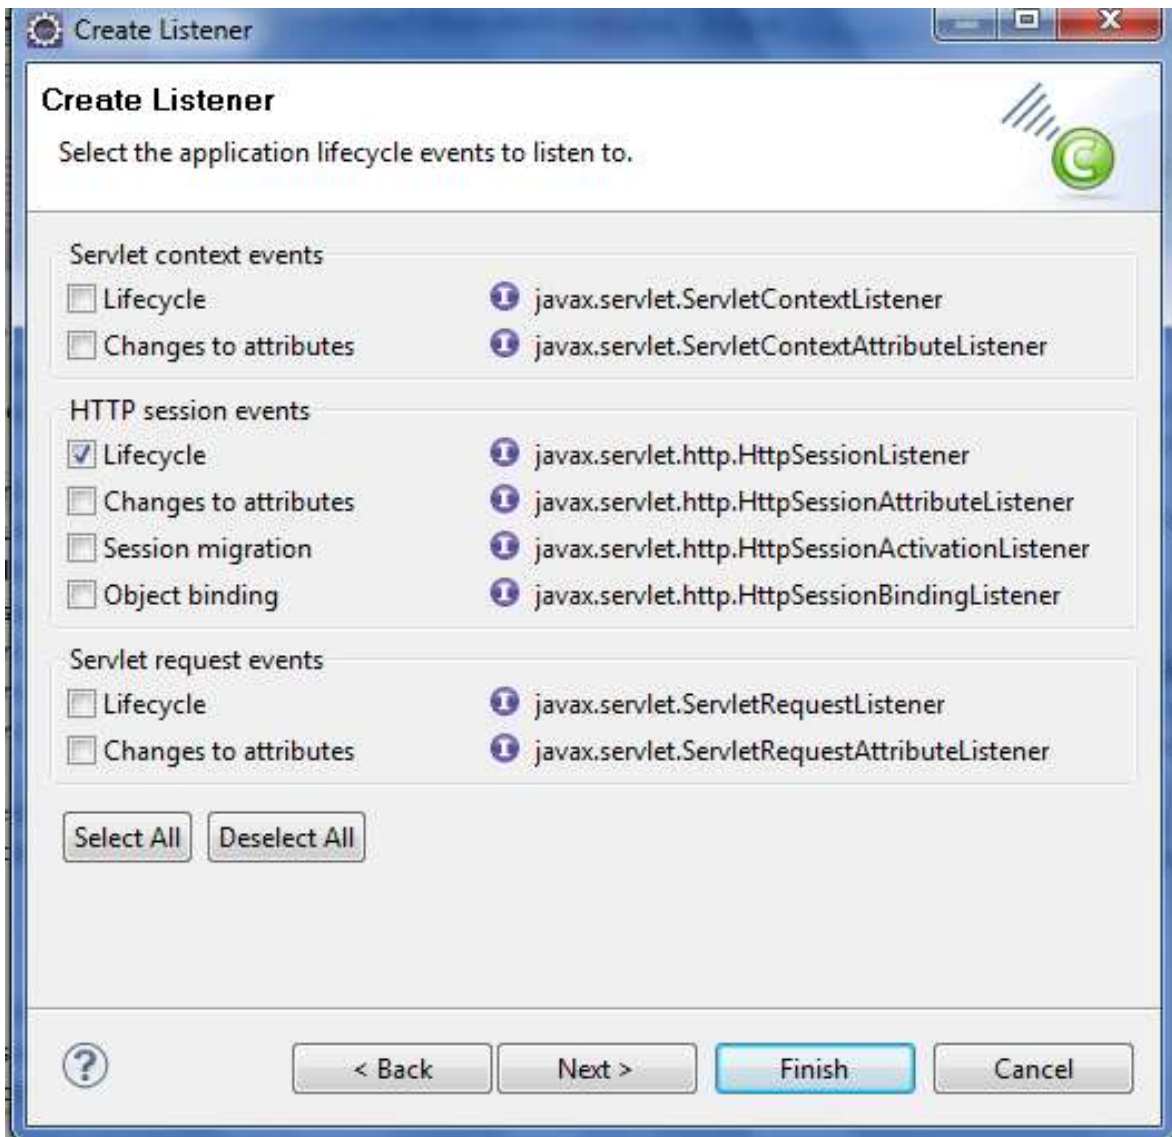 Create Listener
Create Listener
Select the application lifecycle events to listen to.
C
Servlet context events
Lifecycle I javax.servlet.ServletContextListener
Changes to attributes I javax.servlet.ServletContextAttributeListener
HTTP session events
Lifecycle I javax.servlet.http.HttpSessionListener
Changes to attributes I javax.servlet.http.HttpSessionAttributeListener
Session migration I javax.servlet.http.HttpSessionActivationListener
Object binding I javax.servlet.http.HttpSessionBindingListener
Servlet request events
Lifecycle I javax.servlet.ServletRequestListener
Changes to attributes I javax.servlet.ServletRequestAttributeListener
Select All Deselect All
? < Back Next > Finish Cancel